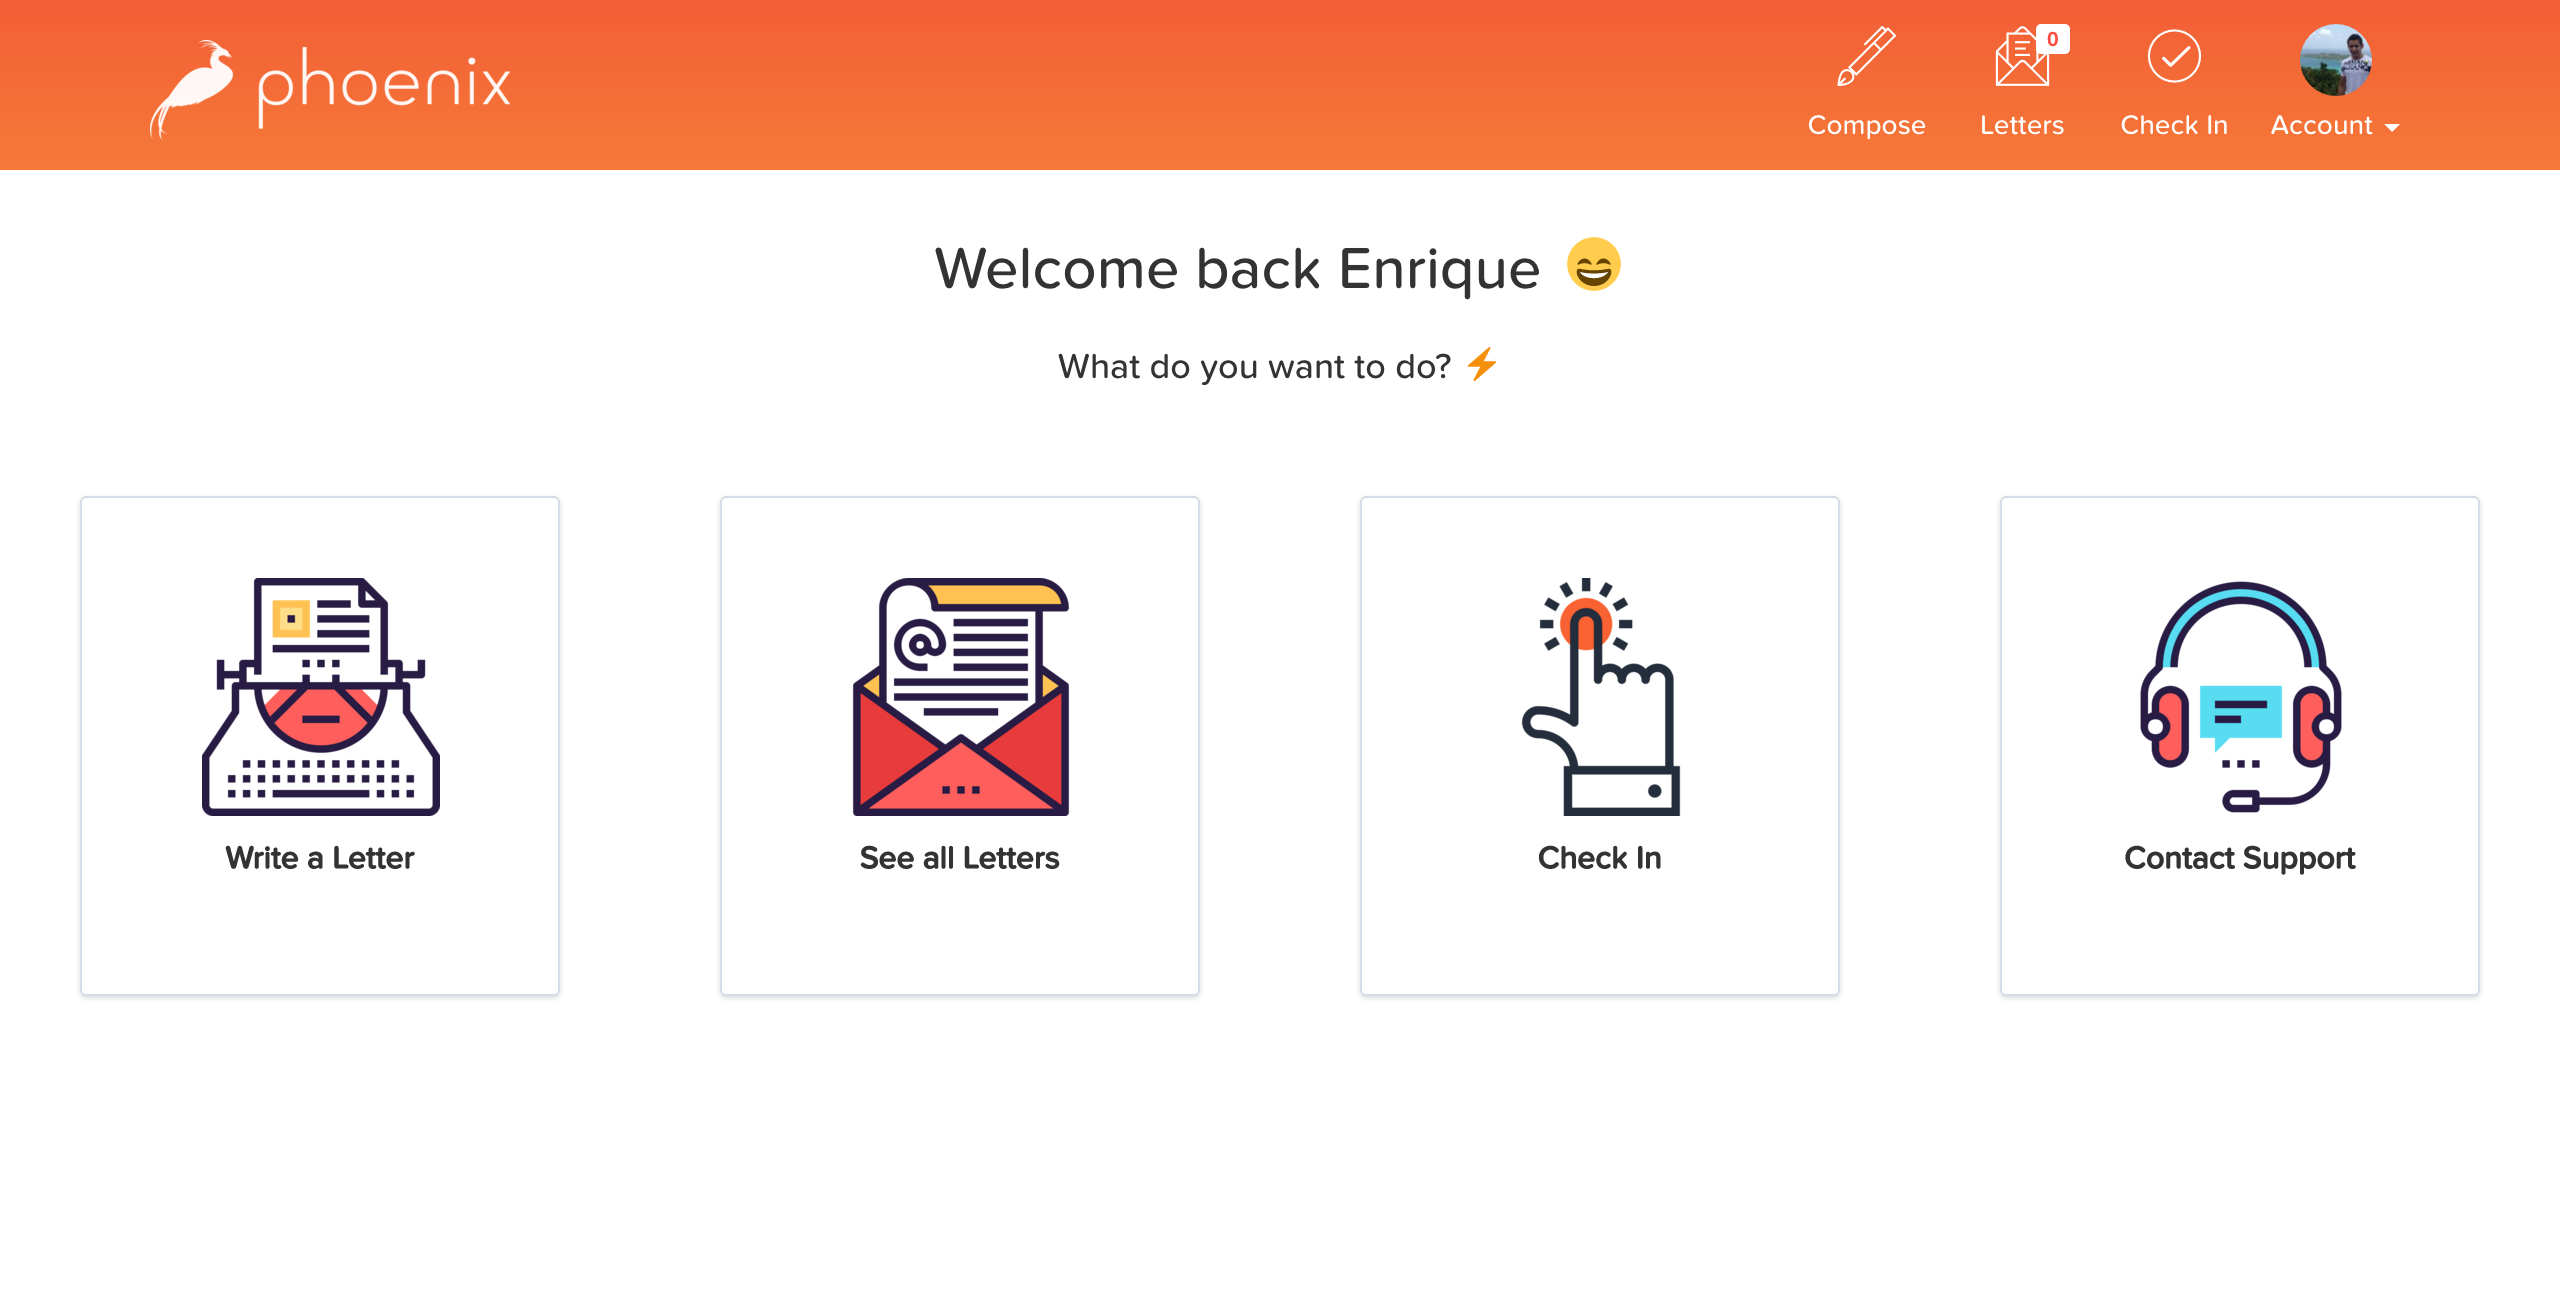 phoenix
Compose
0
Letters
Check In
Account
Welcome back Enrique 😄
What do you want to do? ⚡
Write a Letter
@
See all Letters
Check In
Contact Support